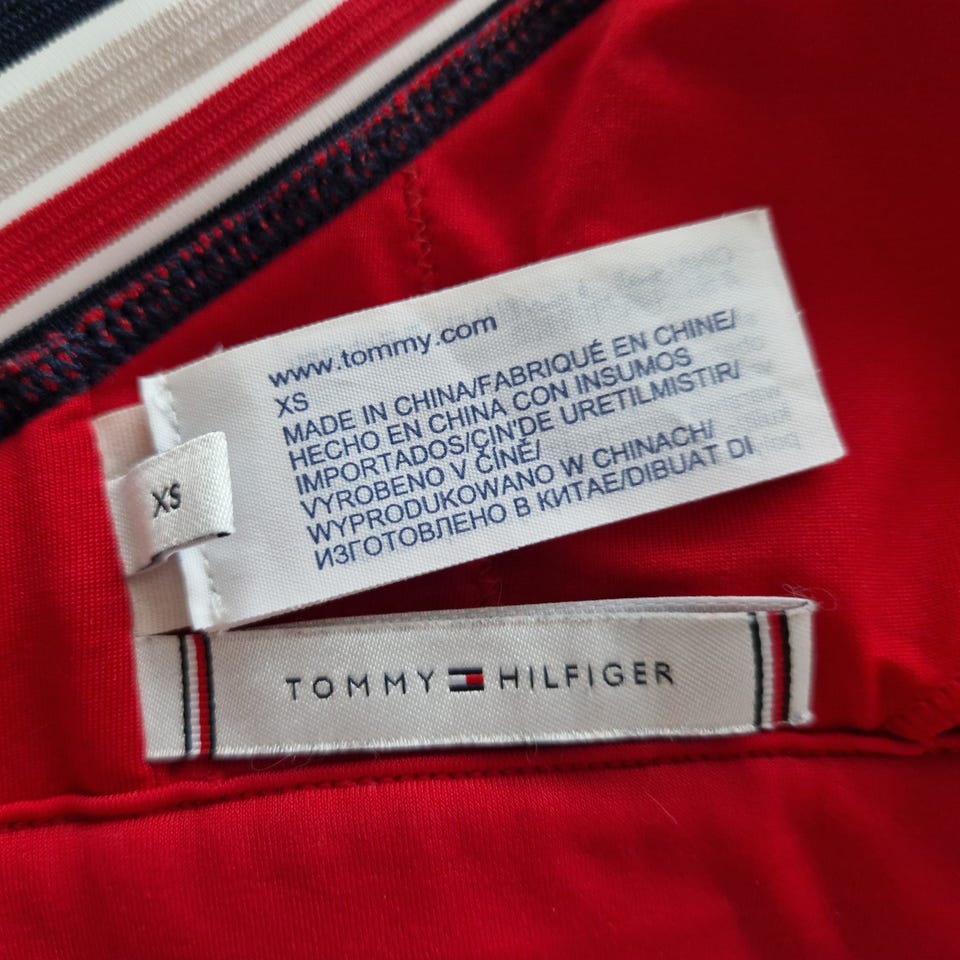 www.tommy.com
XS
MADE IN CHINA/FABRIQUÉ EN CHINE/
HECHO EN CHINA CON INSUMOS
IMPORTADOS/ÇIN'DE URETILMISTIR/
VYROBENO V ČÍNĚ/
WYPRODUKOWANO W CHINACH/
ИЗГОТОВЛЕНО В КИТАЕ/DIBUAT DI
XS
TOMMY HILFIGER